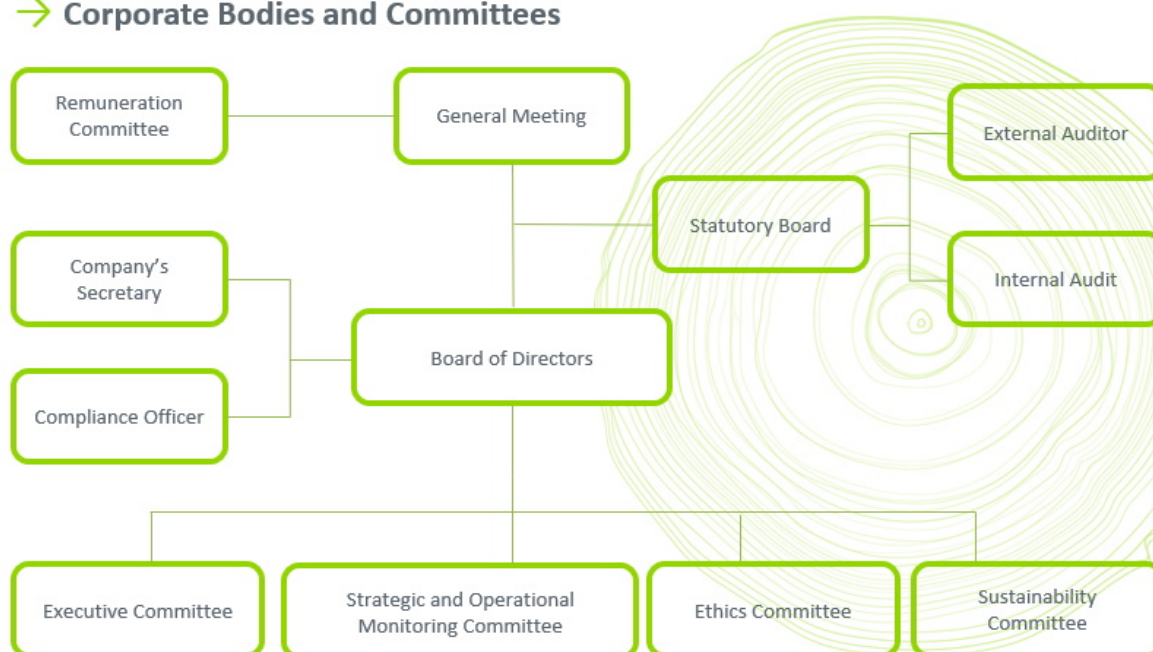 → Corporate Bodies and Committees
Remuneration
Committee
General Meeting
External Auditor
Statutory Board
Company’s
Secretary
Internal Audit
Board of Directors
Compliance Officer
Executive Committee
Strategic and Operational
Monitoring Committee
Ethics Committee
Sustainability
Committee